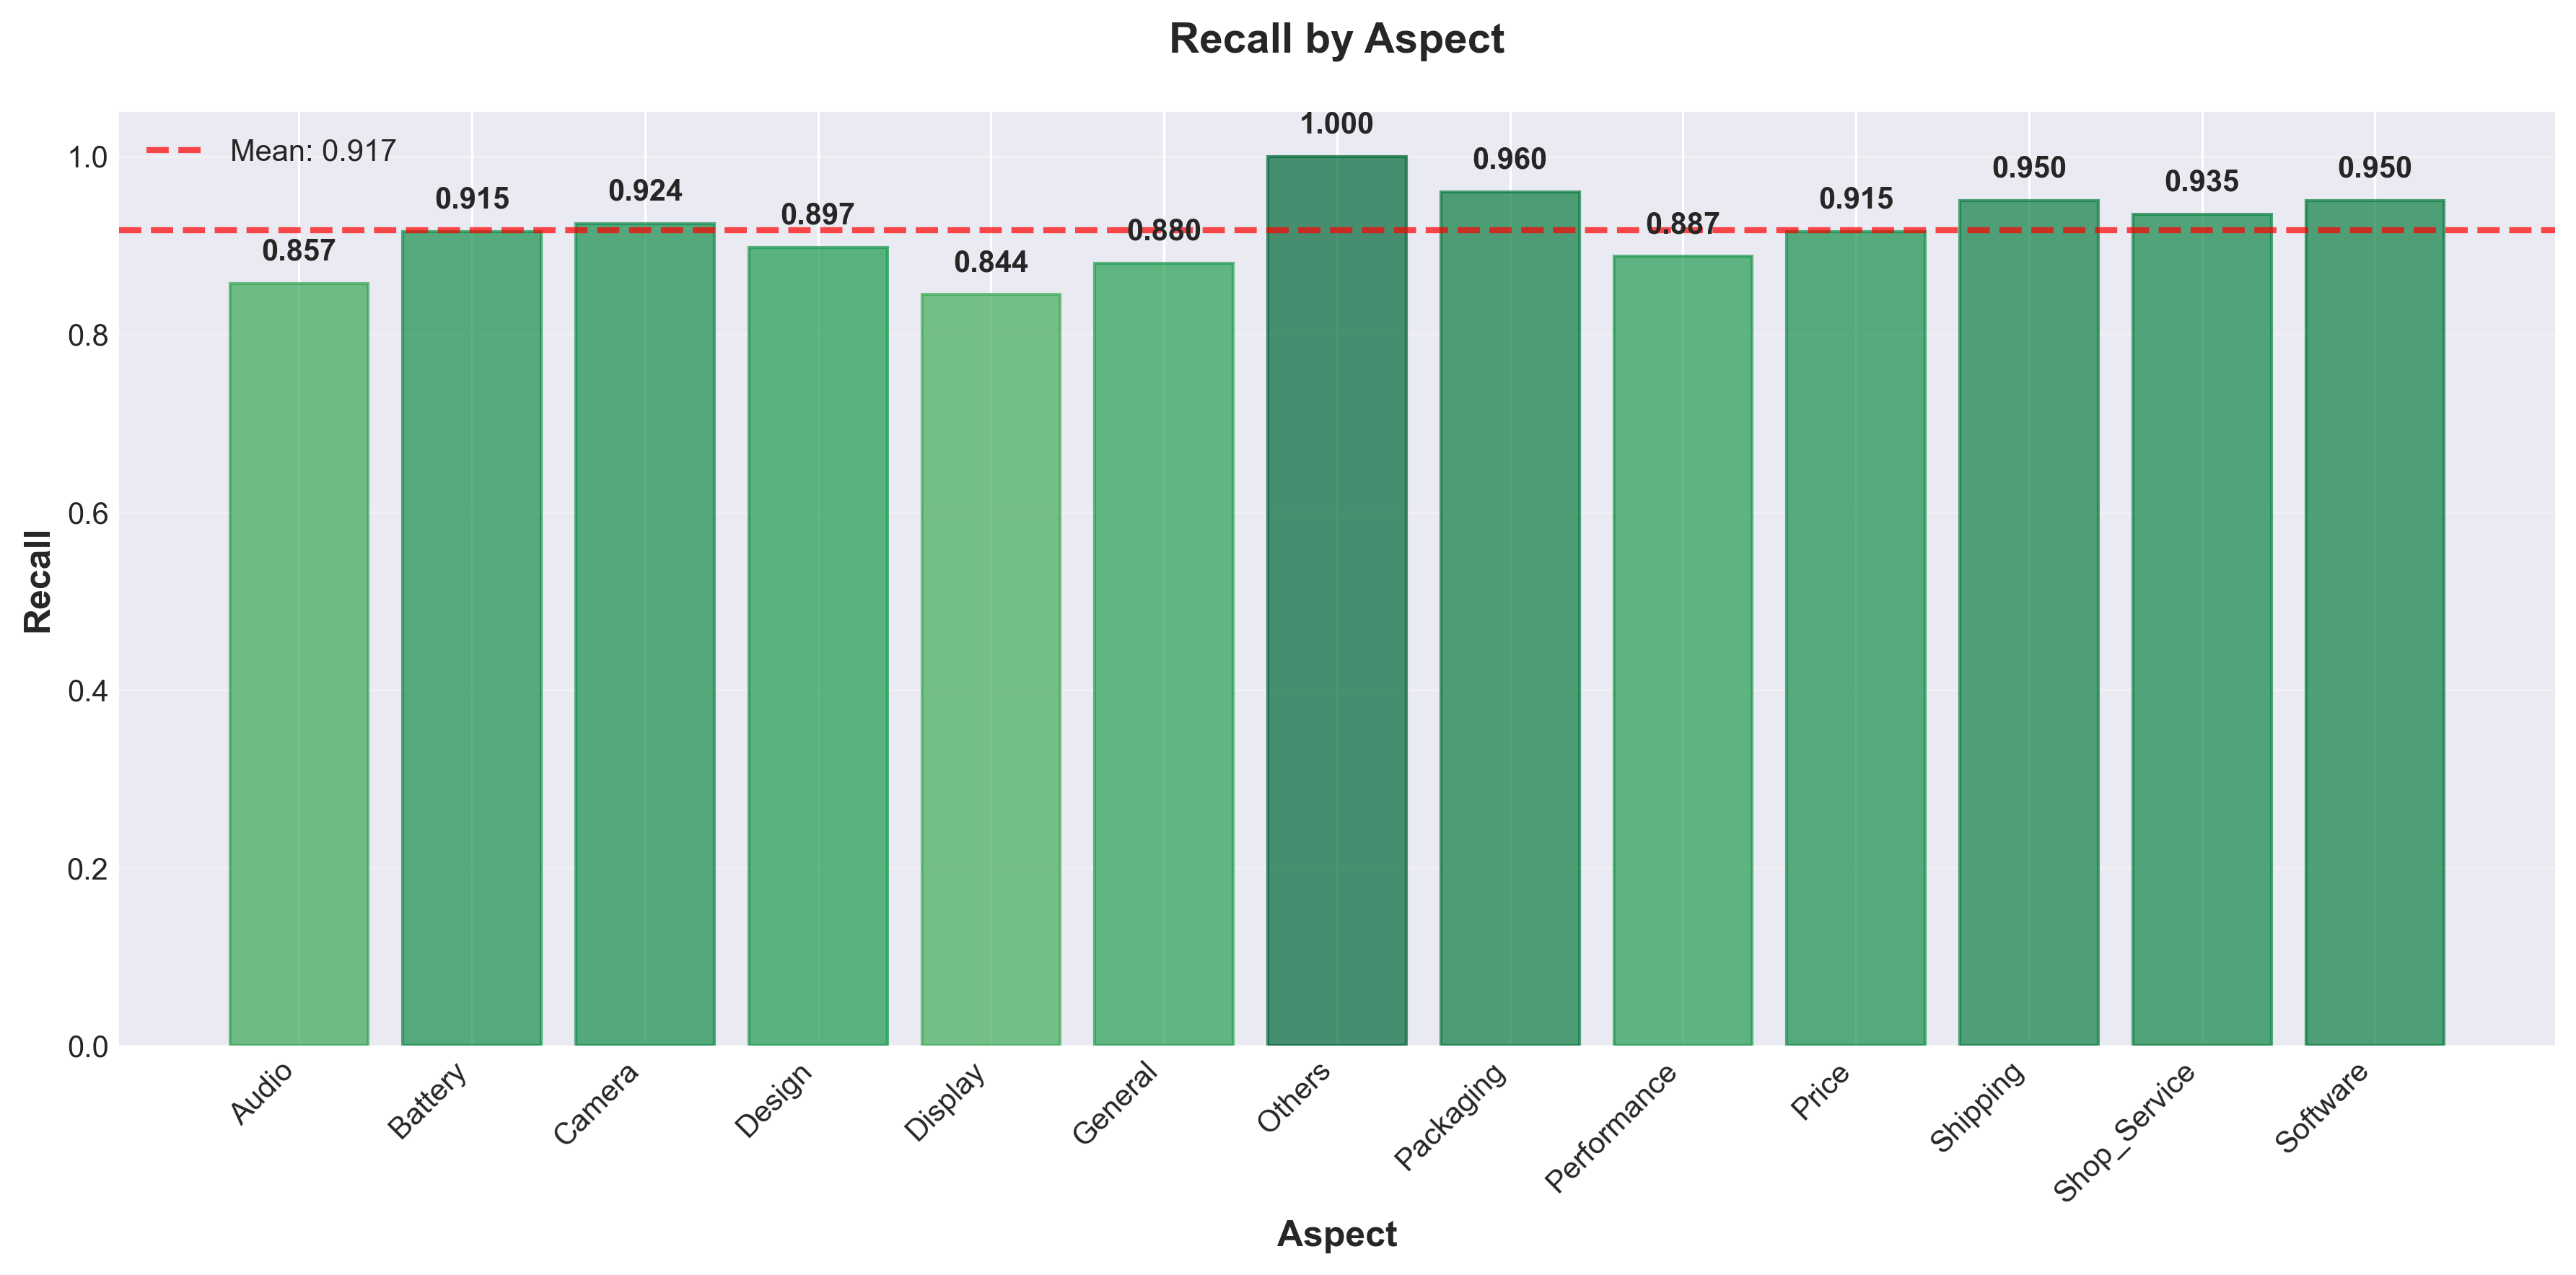 Recall by Aspect
Mean: 0.917
Recall
1.0
0.8
0.6
0.4
0.2
0.0
0.857
0.915
0.924
0.897
0.844
0.880
1.000
0.960
0.887
0.915
0.950
0.935
0.950
Audio
Battery
Camera
Design
Display
General
Others
Packaging
Performance
Price
Shipping
Shop_Service
Software
Aspect